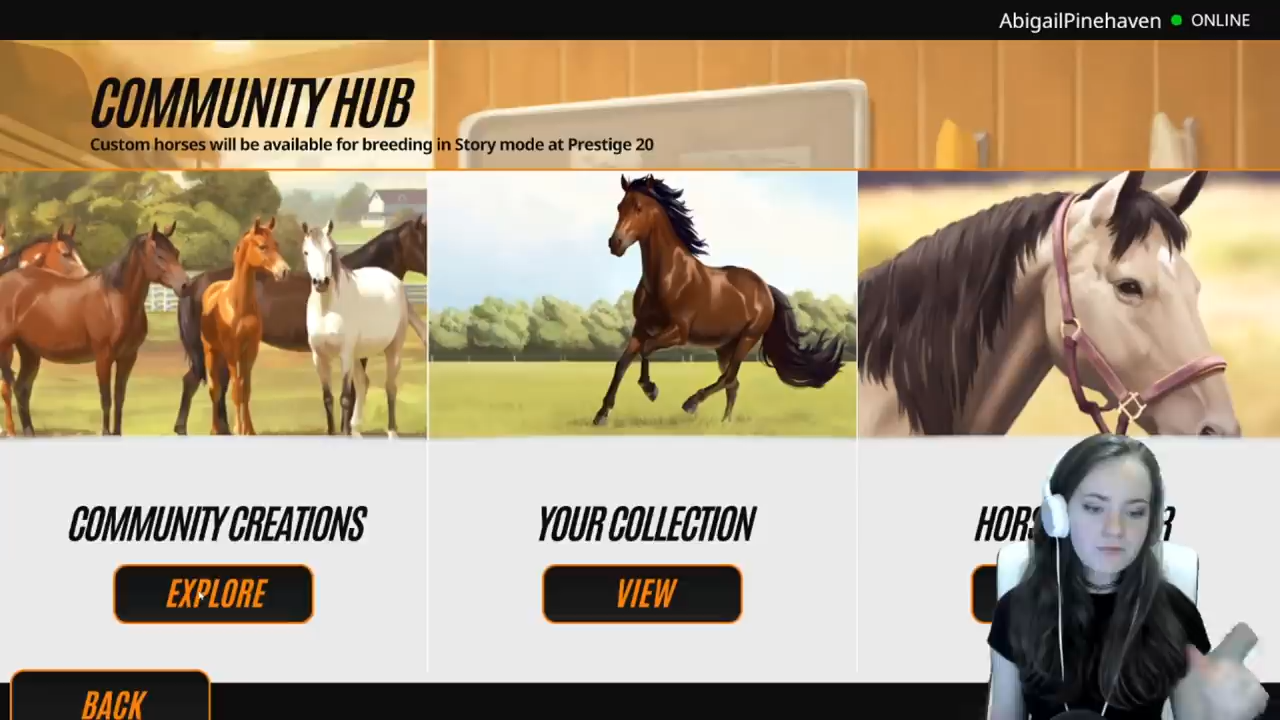 AbigailPinehaven ONLINE
COMMUNITY HUB
Custom horses will be available for breeding in Story mode at Prestige 20
COMMUNITY CREATIONS
YOUR COLLECTION
EXPLORE
VIEW
BACK